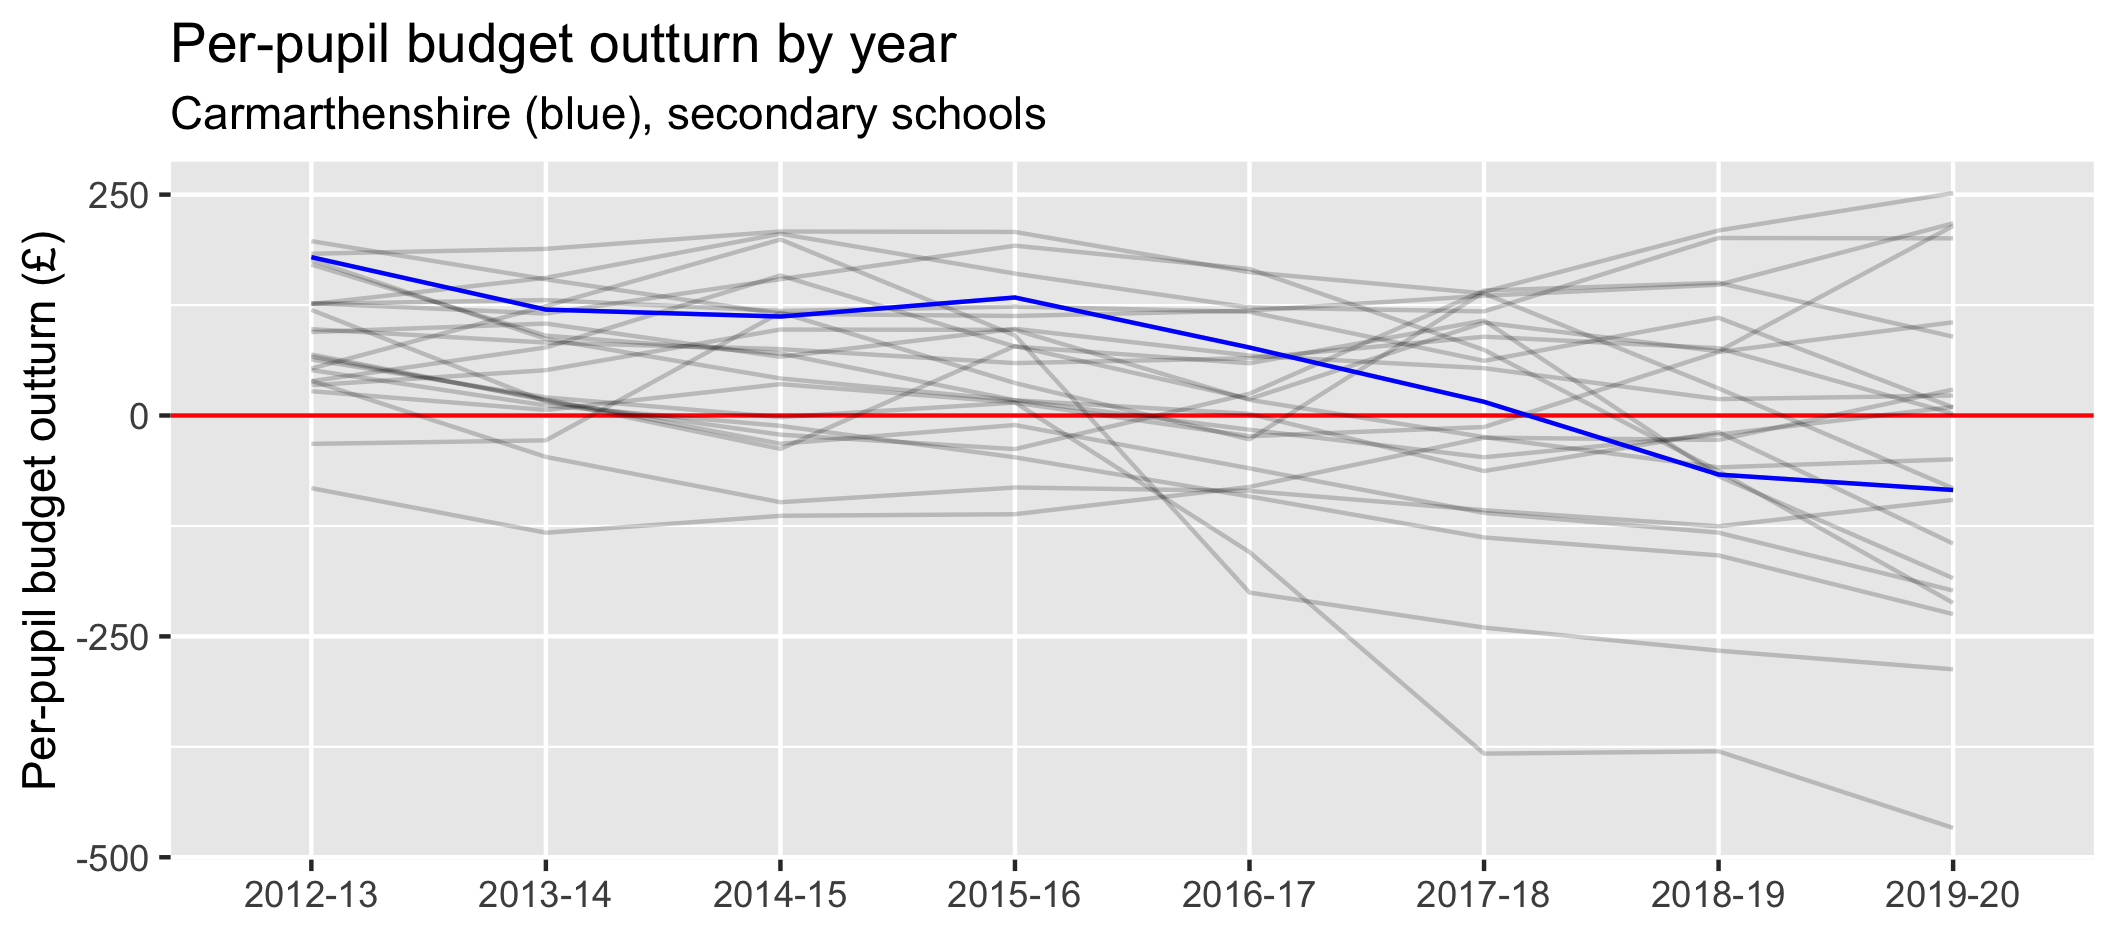 Per-pupil budget outturn by year
Carmarthenshire (blue), secondary schools
Per-pupil budget outturn (£)
250
0
-250
-500
2012-13 2013-14 2014-15 2015-16 2016-17 2017-18 2018-19 2019-20